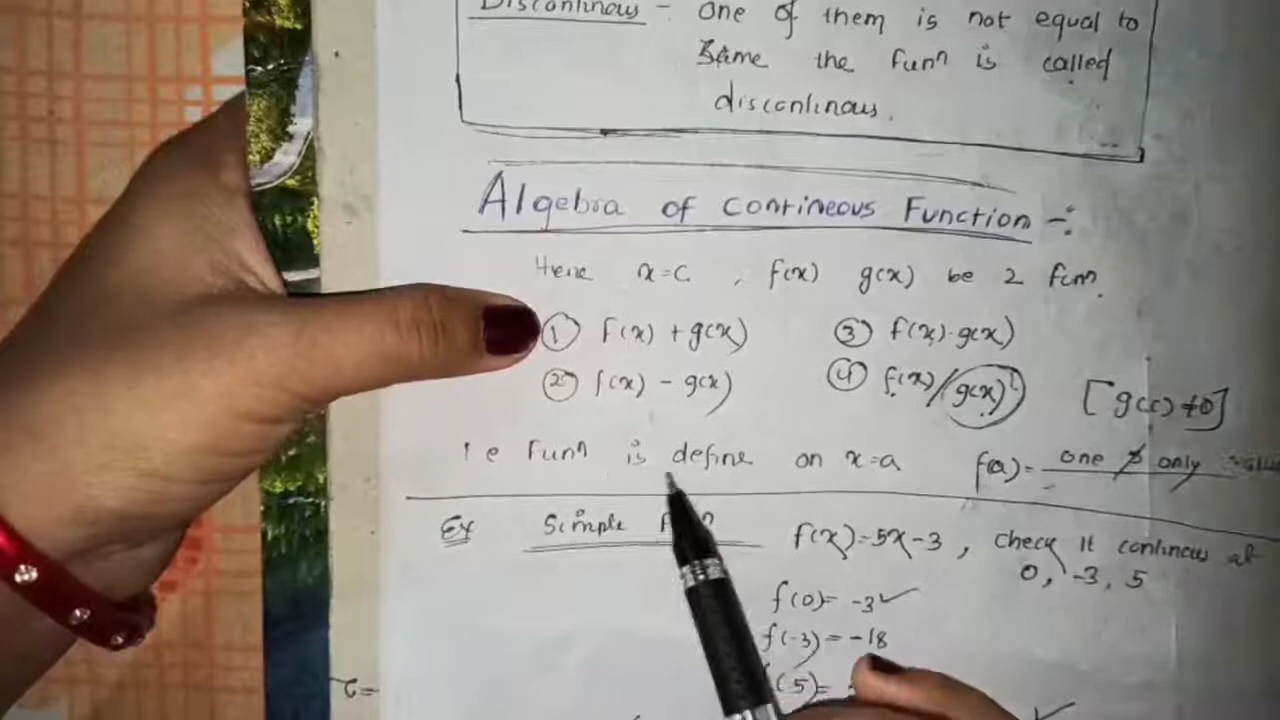 Discontinous - one of them is not equal to
Same the funn is called
discontinous.
Algebra of Contineous Function -:
Here x=c, f(x) g(x) be 2 funn.
① f(x) + g(x) ③ f(x)·g(x)
② f(x) - g(x) ④ f(x)/g(x) [g(c) ≠0]
i e Funn is define on x=a f(a)= one & only
Ex Simple f(x)=5x-3, check it continous at
0, -3, 5
f(0)= -3 ✓
f(-3) = -18
(5)=